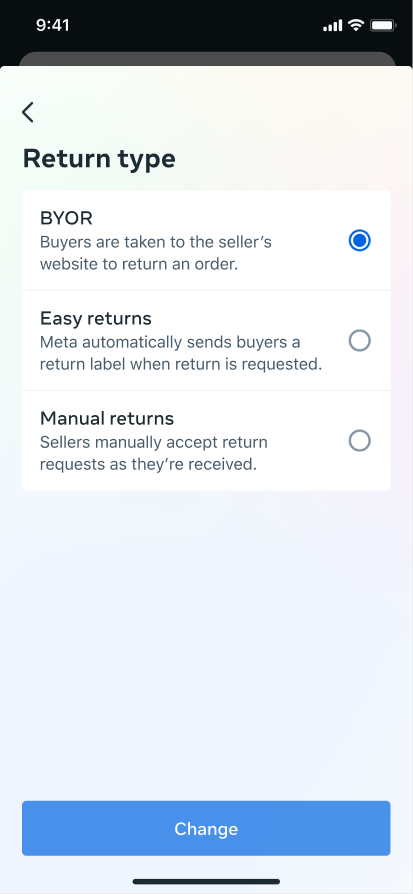 9:41
Return type
BYOR
Buyers are taken to the seller’s
website to return an order.
Easy returns
Meta automatically sends buyers a
return label when return is requested.
Manual returns
Sellers manually accept return
requests as they’re received.
Change